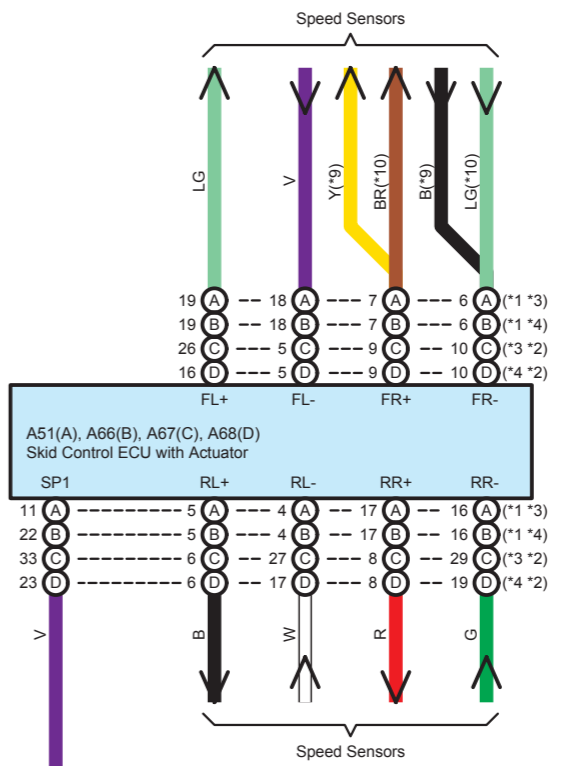 Speed Sensors
LG
V
Y(*9)
BR(*10)
B(*9)
LG(*10)
19 A 18 A 7 A 6 A (*1 *3)
19 B 18 B 7 B 6 B (*1 *4)
26 C 5 C 9 C 10 C (*3 *2)
16 D 5 D 9 D 10 D (*4 *2)
FL+ FL- FR+ FR-
A51(A), A66(B), A67(C), A68(D)
Skid Control ECU with Actuator
SP1 RL+ RL- RR+ RR-
11 A 5 A 4 A 17 A 16 A (*1 *3)
22 B 5 B 4 B 17 B 16 B (*1 *4)
33 C 6 C 27 C 8 C 29 C (*3 *2)
23 D 6 D 17 D 8 D 19 D (*4 *2)
V
B
W
R
G
Speed Sensors